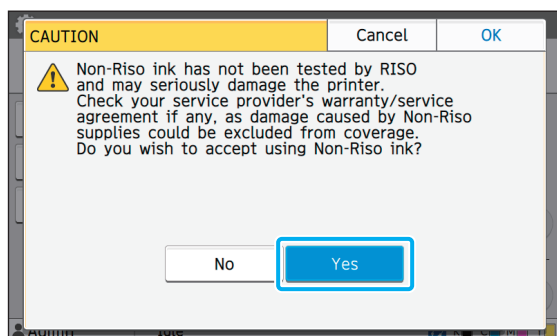 CAUTION
Cancel
OK
Non-Riso ink has not been tested by RISO
and may seriously damage the printer.
Check your service provider's warranty/service
agreement if any, as damage caused by Non-Riso
supplies could be excluded from coverage.
Do you wish to accept using Non-Riso ink?
No
Yes
Admin
Idle